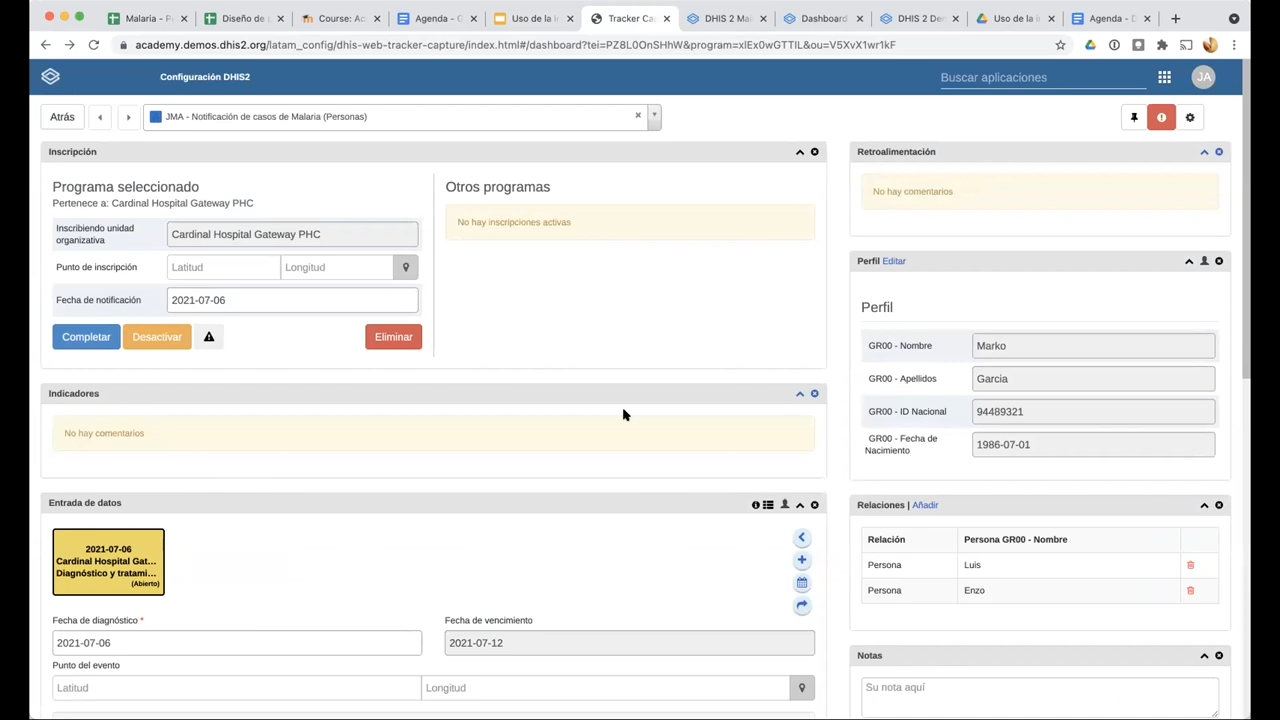 Malaria - P
Diseño de
Course: Ac
Agenda - G
Uso de la i
Tracker Cap
DHIS 2 Ma
Dashboard
DHIS 2 De
Uso de la i
Agenda - D
academy.demos.dhis2.org/latam_config/dhis-web-tracker-capture/index.html#/dashboard?tei=PZ8L0OnSHhW&program=xlEx0wGTTIL&ou=V5XvX1wr1kF
Configuración DHIS2
Buscar aplicaciones
JA
Atrás
JMA - Notificación de casos de Malaria (Personas)
Inscripción
Programa seleccionado
Pertenece a: Cardinal Hospital Gateway PHC
Inscribiendo unidad
organizativa
Cardinal Hospital Gateway PHC
Punto de inscripción
Latitud
Longitud
Fecha de notificación
2021-07-06
Completar
Desactivar
Eliminar
Otros programas
No hay inscripciones activas
Indicadores
No hay comentarios
Entrada de datos
2021-07-06
Cardinal Hospital Gat...
Diagnóstico y tratami...
(Abierto)
Fecha de diagnóstico *
2021-07-06
Fecha de vencimiento
2021-07-12
Punto del evento
Latitud
Longitud
Retroalimentación
No hay comentarios
Perfil Editar
Perfil
GR00 - Nombre
Marko
GR00 - Apellidos
Garcia
GR00 - ID Nacional
94489321
GR00 - Fecha de
Nacimiento
1986-07-01
Relaciones | Añadir
Relación
Persona GR00 - Nombre
Persona
Luis
Persona
Enzo
Notas
Su nota aquí